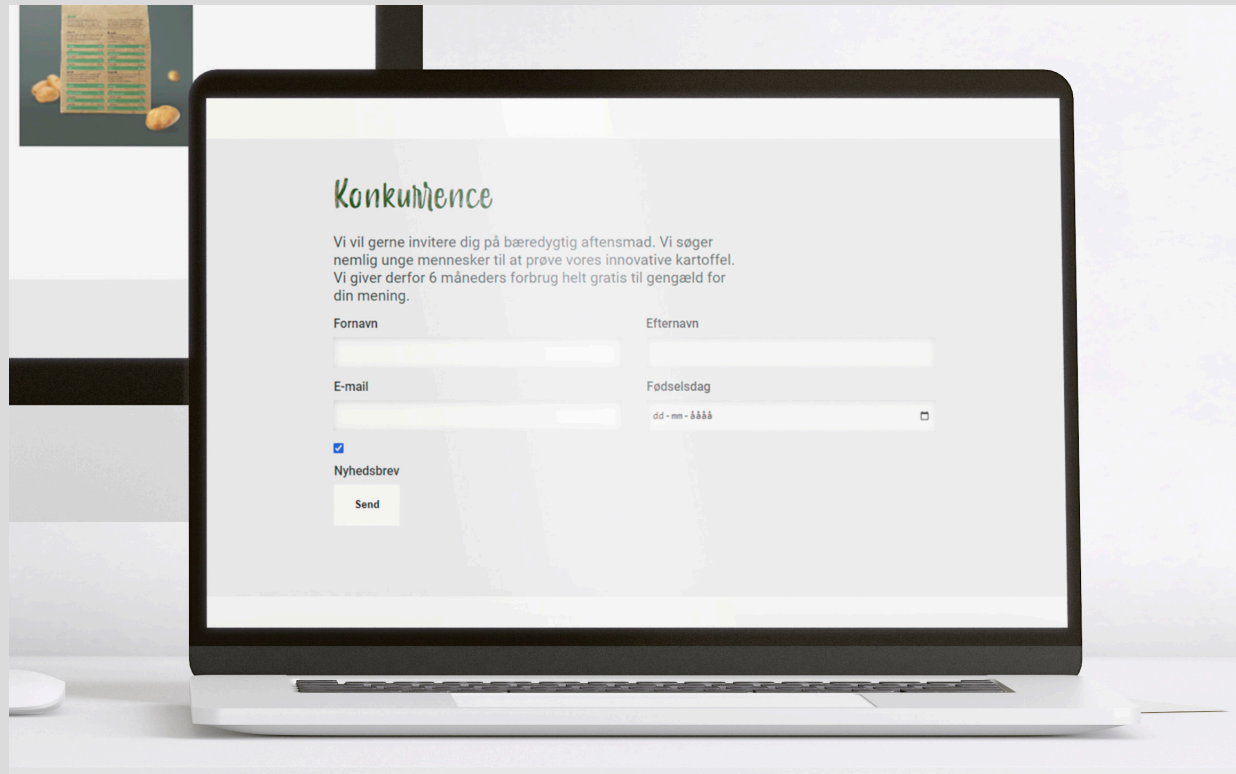 Konkurrence
Vi vil gerne invitere dig på bæredygtig aftensmad. Vi søger
nemlig unge mennesker til at prøve vores innovative kartoffel.
Vi giver derfor 6 måneders forbrug helt gratis til gengæld for
din mening.
Fornavn Efternavn
E-mail Fødselsdag
dd-mm-åååå
Nyhedsbrev
Send